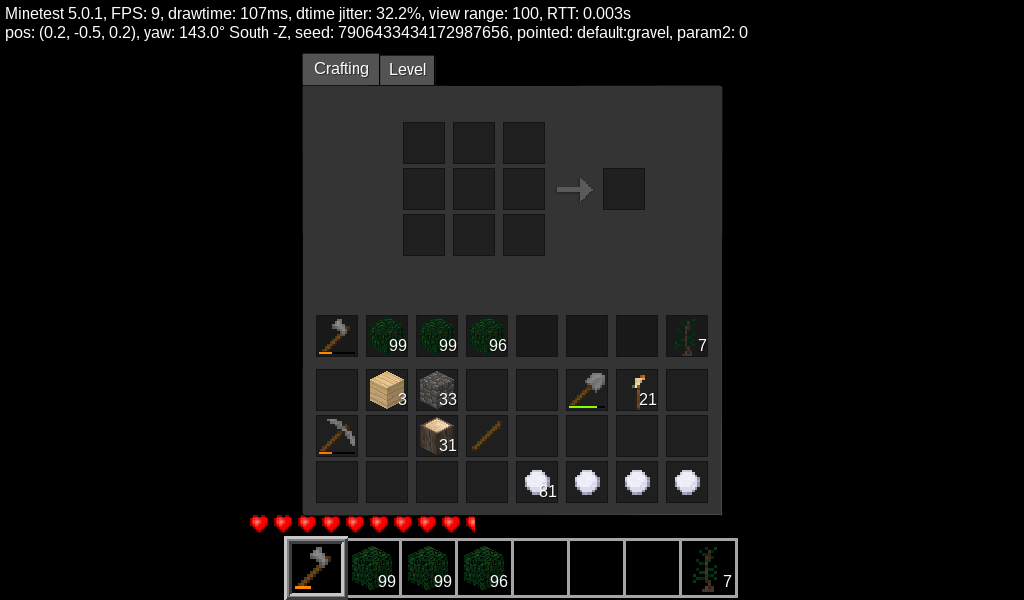 Minetest 5.0.1, FPS: 9, drawtime: 107ms, dtime jitter: 32.2%, view range: 100, RTT: 0.003s
pos: (0.2, -0.5, 0.2), yaw: 143.0° South -Z, seed: 7906433434172987656, pointed: default:gravel, param2: 0
Crafting Level
99 99 96 7
3 33 21
31
81
99 99 96 7